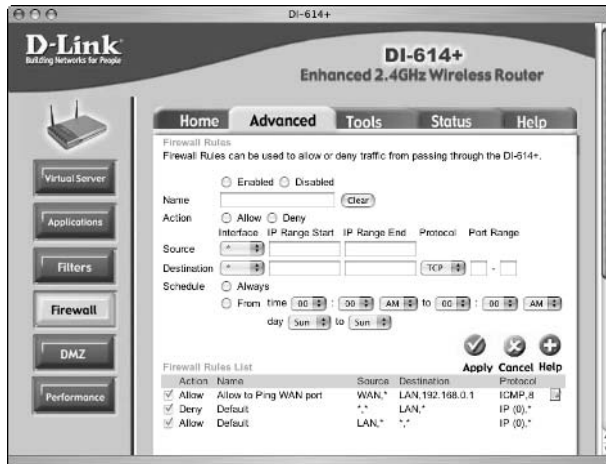 DI-614+
D-Link
Building Networks for People
DI-614+
Enhanced 2.4GHz Wireless Router
Home Advanced Tools Status Help
Virtual Server
Applications
Filters
Firewall
DMZ
Performance
Firewall Rules
Firewall Rules can be used to allow or deny traffic from passing through the DI-614+.
Enabled Disabled
Name Clear
Action Allow Deny
Interface IP Range Start IP Range End Protocol Port Range
Source *
Destination * TCP -
Schedule Always
From time 00 : 00 AM to 00 : 00 AM
day Sun to Sun
Apply Cancel Help
Firewall Rules List
Action Name Source Destination Protocol
Allow Allow to Ping WAN port WAN,* LAN,192.168.0.1 ICMP,8
Deny Default *,* LAN,* IP (0),*
Allow Default LAN,* *,* IP (0),*